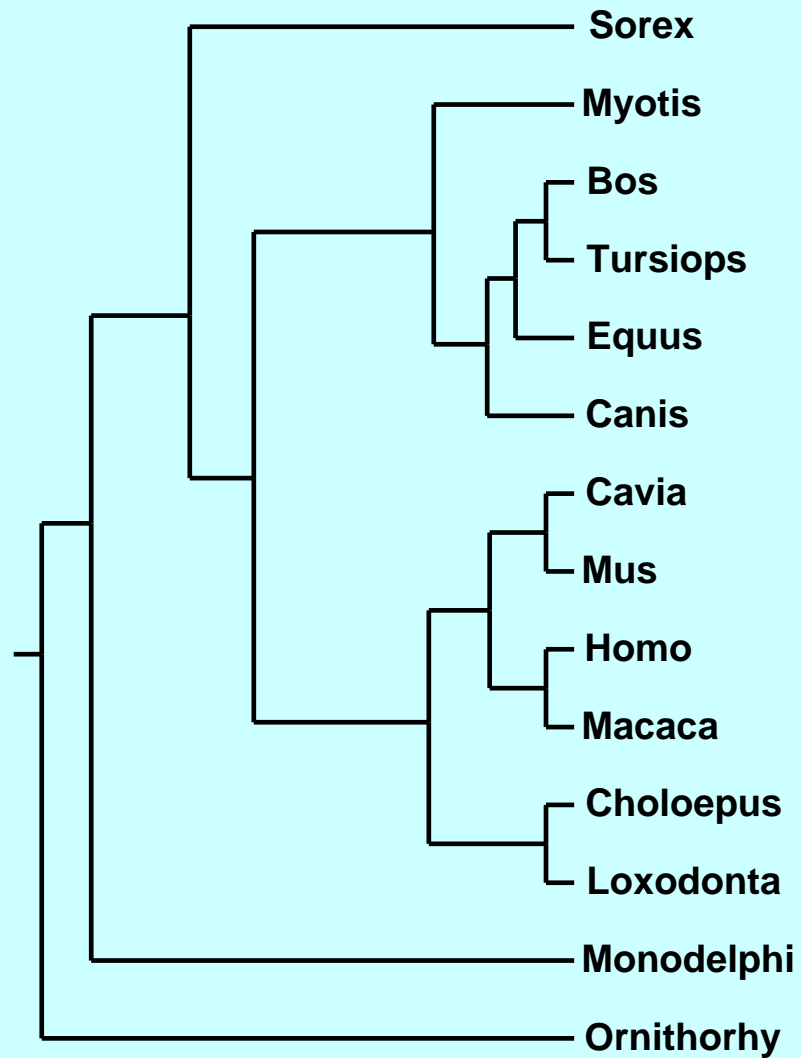 Sorex
Myotis
Bos
Tursiops
Equus
Canis
Cavia
Mus
Homo
Macaca
Choloepus
Loxodonta
Monodelphi
Ornithorhy